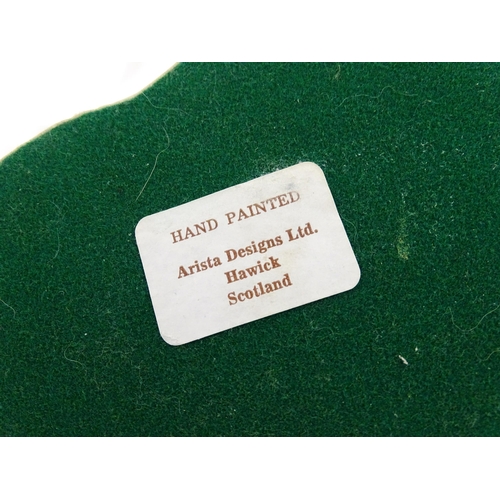 HAND PAINTED
Arista Designs Ltd.
Hawick
Scotland